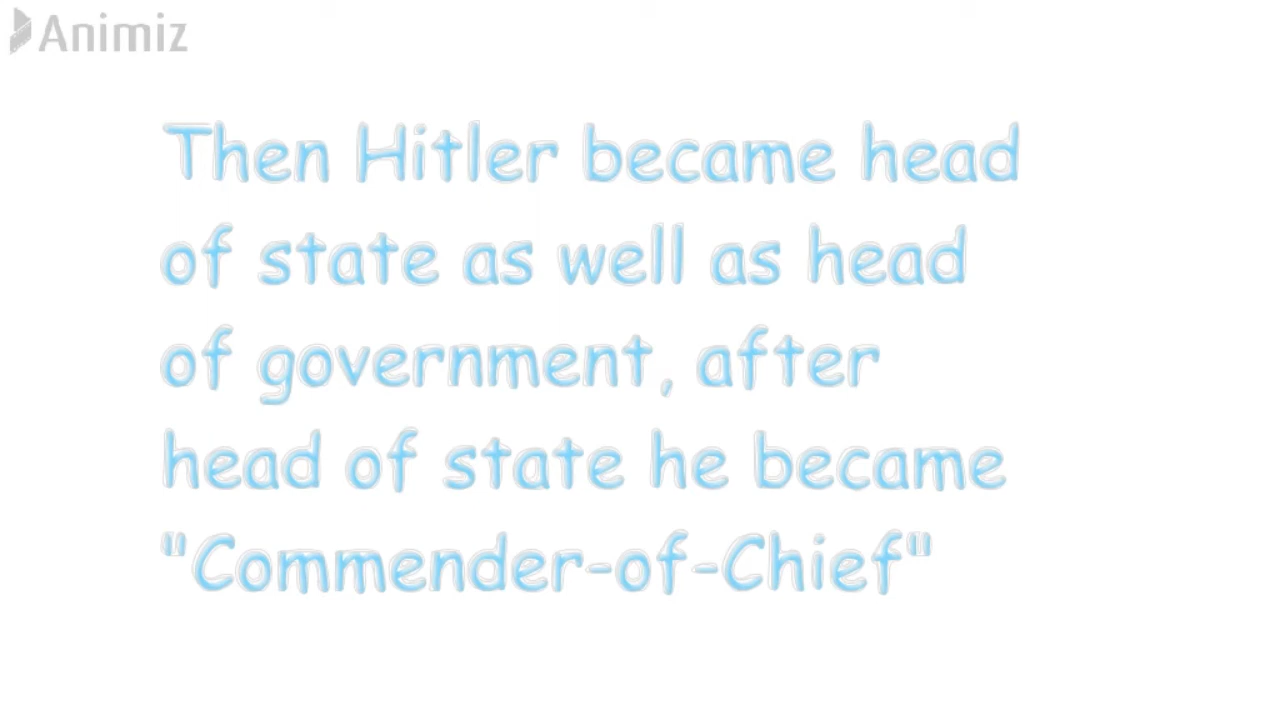 Animiz
Then Hitler became head
of state as well as head
of government, after
head of state he became
"Commender-of-Chief"